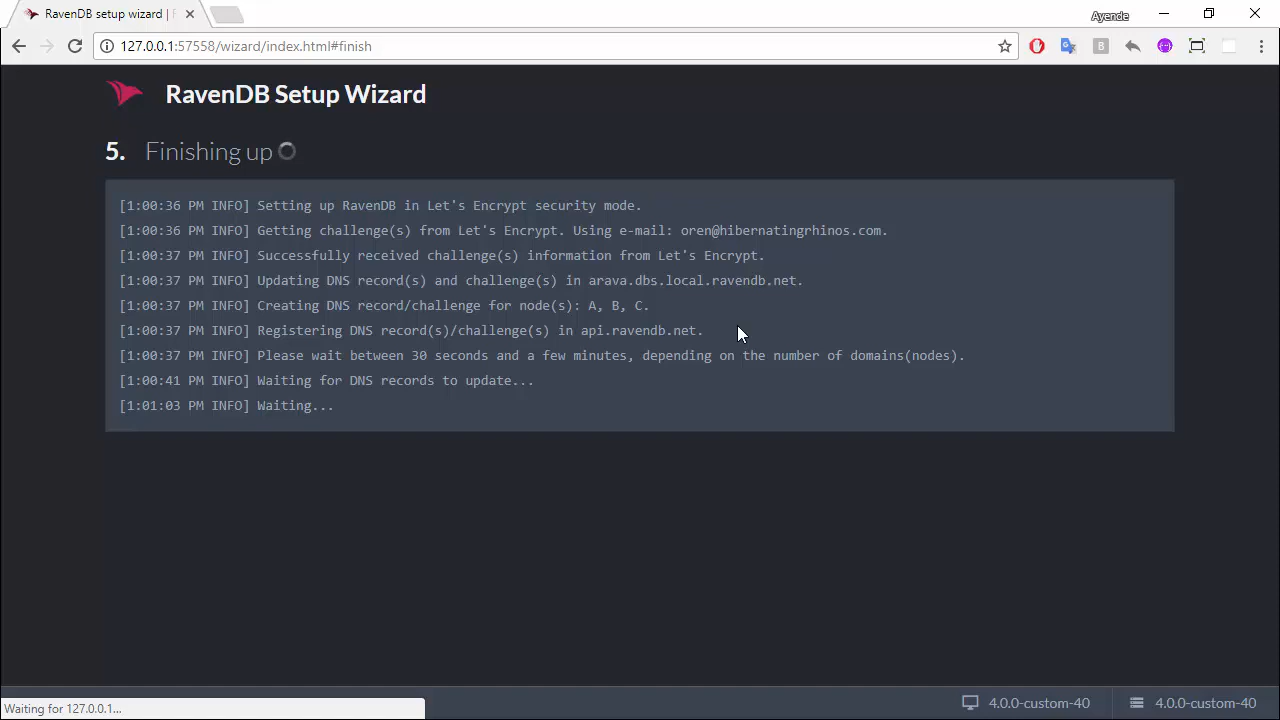 RavenDB setup wizard | F
Ayende
127.0.0.1:57558/wizard/index.html#finish
RavenDB Setup Wizard
5. Finishing up
[1:00:36 PM INFO] Setting up RavenDB in Let's Encrypt security mode.
[1:00:36 PM INFO] Getting challenge(s) from Let's Encrypt. Using e-mail: oren@hibernatingrhinos.com.
[1:00:37 PM INFO] Successfully received challenge(s) information from Let's Encrypt.
[1:00:37 PM INFO] Updating DNS record(s) and challenge(s) in arava.dbs.local.ravendb.net.
[1:00:37 PM INFO] Creating DNS record/challenge for node(s): A, B, C.
[1:00:37 PM INFO] Registering DNS record(s)/challenge(s) in api.ravendb.net.
[1:00:37 PM INFO] Please wait between 30 seconds and a few minutes, depending on the number of domains(nodes).
[1:00:41 PM INFO] Waiting for DNS records to update...
[1:01:03 PM INFO] Waiting...
Waiting for 127.0.0.1...
4.0.0-custom-40
4.0.0-custom-40